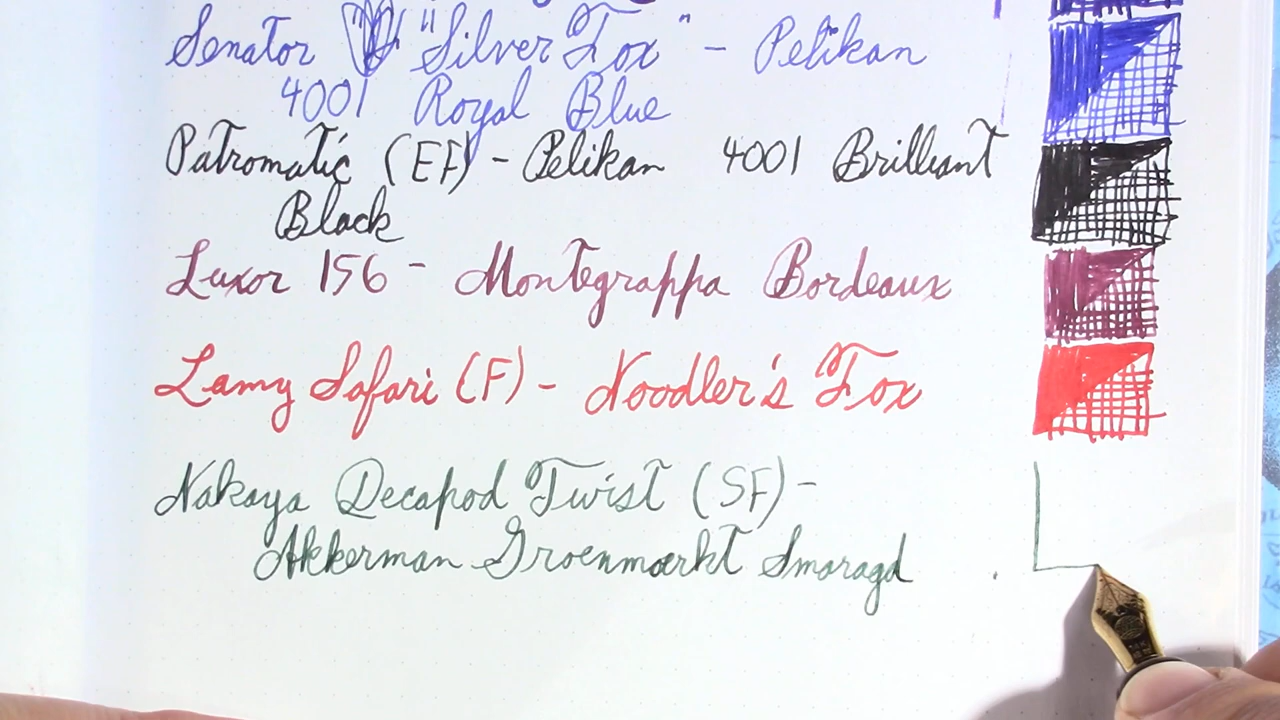 Senator "Silver Fox" - Pelikan
4001 Royal Blue
Patromatic (EF) - Pelikan 4001 Brilliant
Black
Luxor 156 - Montegrappa Bordeaux
Lamy Safari (F) - Noodler's Fox
Nakaya Decapod Twist (SF) -
Akkerman Groenmarkt Smaragd